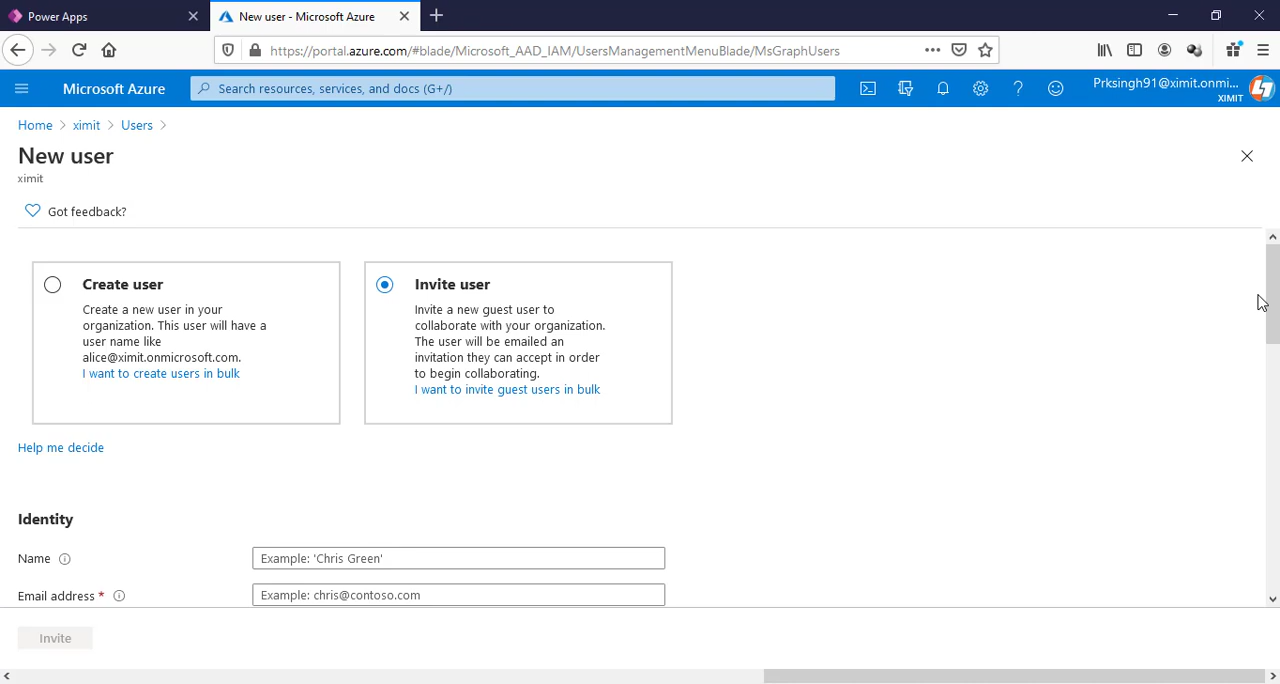 Power Apps
New user - Microsoft Azure
https://portal.azure.com/#blade/Microsoft_AAD_IAM/UsersManagementMenuBlade/MsGraphUsers
Microsoft Azure
Search resources, services, and docs (G+/)
Prksingh91@ximit.onmi...
XIMIT
Home > ximit > Users >
New user
ximit
Got feedback?
Create user
Create a new user in your
organization. This user will have a
user name like
alice@ximit.onmicrosoft.com.
I want to create users in bulk
Invite user
Invite a new guest user to
collaborate with your organization.
The user will be emailed an
invitation they can accept in order
to begin collaborating.
I want to invite guest users in bulk
Help me decide
Identity
Name
Example: 'Chris Green'
Email address *
Example: chris@contoso.com
Invite